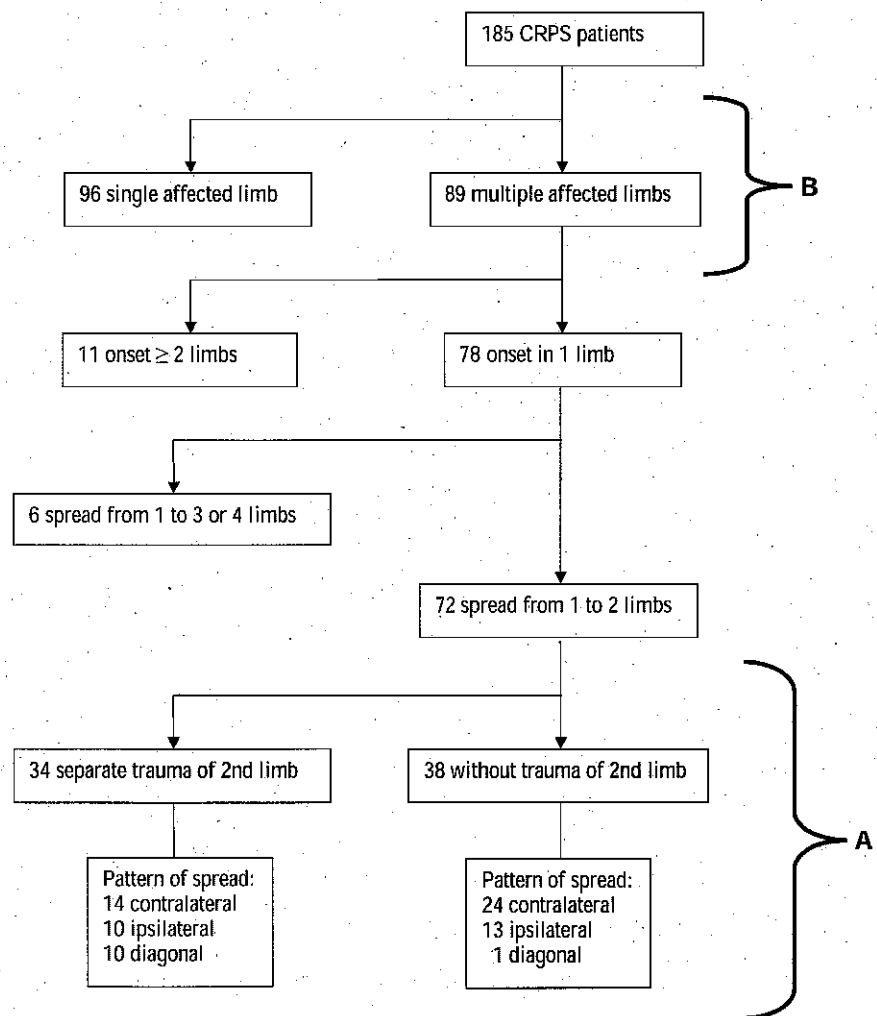 185 CRPS patients
96 single affected limb
89 multiple affected limbs
B
11 onset ≥ 2 limbs
78 onset in 1 limb
6 spread from 1 to 3 or 4 limbs
72 spread from 1 to 2 limbs
34 separate trauma of 2nd limb
38 without trauma of 2nd limb
A
Pattern of spread:
14 contralateral
10 ipsilateral
10 diagonal
Pattern of spread:
24 contralateral
13 ipsilateral
1 diagonal